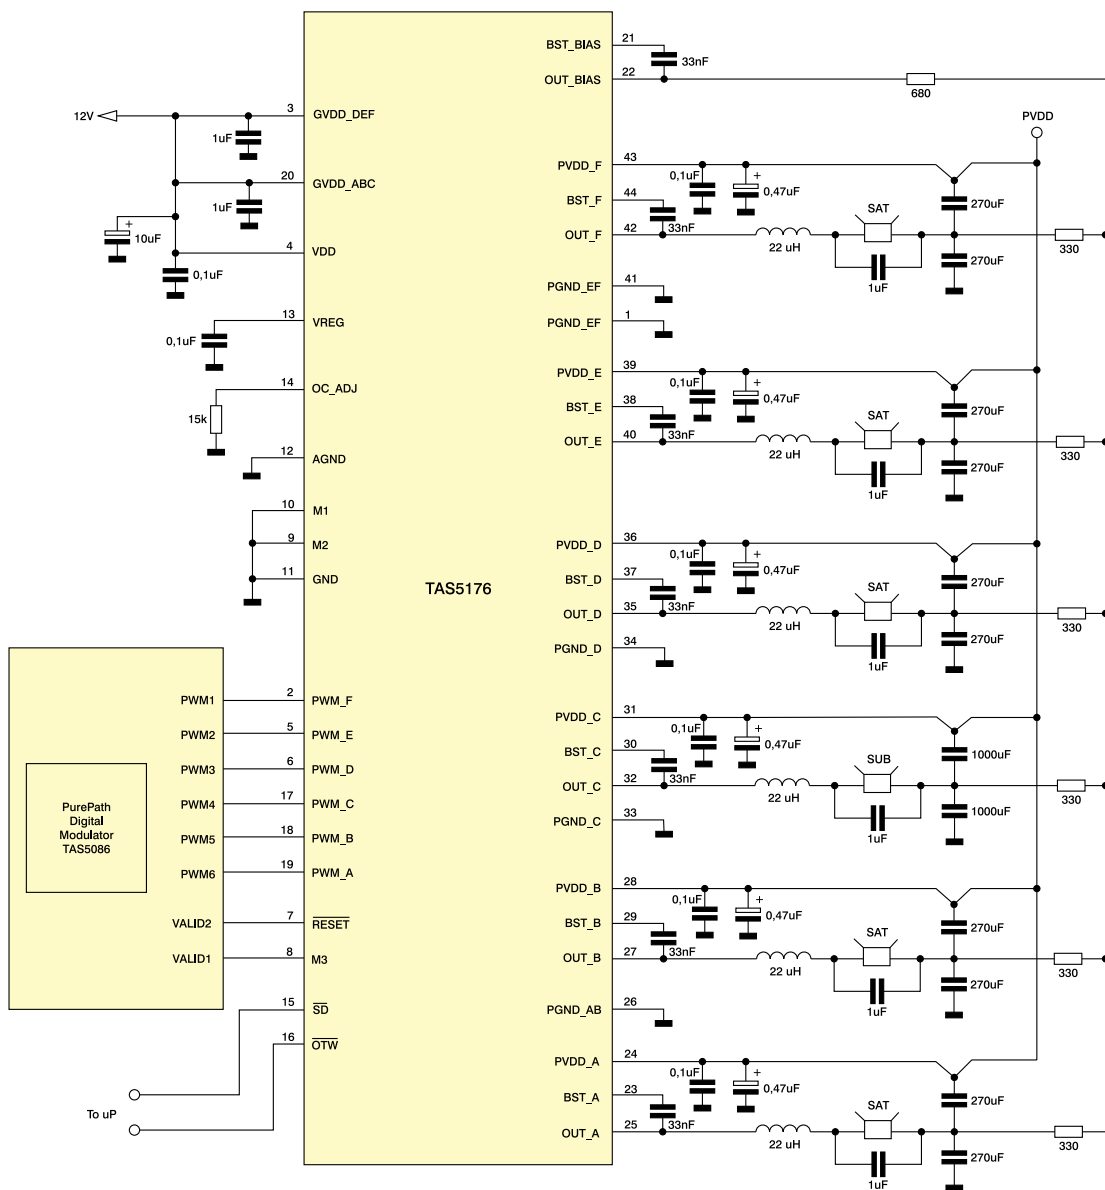 21
BST_BIAS
33nF
22
OUT_BIAS
680
12V
3
GVDD_DEF
1uF
PVDD
20
GVDD_ABC
1uF
10uF
4
VDD
0,1uF
13
VREG
0,1uF
14
OC_ADJ
15k
12
AGND
10
M1
9
M2
11
GND
TAS5176
43
PVDD_F
0,1uF
+
0,47uF
44
BST_F
33nF
SAT
270uF
42
OUT_F
22 uH
1uF
270uF
330
41
PGND_EF
1
PGND_EF
39
PVDD_E
0,1uF
+
0,47uF
38
BST_E
33nF
SAT
270uF
40
OUT_E
22 uH
1uF
270uF
330
36
PVDD_D
0,1uF
+
0,47uF
37
BST_D
33nF
SAT
270uF
35
OUT_D
22 uH
1uF
270uF
330
34
PGND_D
31
PVDD_C
0,1uF
+
0,47uF
30
BST_C
33nF
SUB
1000uF
32
OUT_C
22 uH
1uF
1000uF
330
33
PGND_C
28
PVDD_B
0,1uF
+
0,47uF
29
BST_B
33nF
SAT
270uF
27
OUT_B
22 uH
1uF
270uF
330
26
PGND_AB
24
PVDD_A
0,1uF
+
0,47uF
23
BST_A
33nF
SAT
270uF
25
OUT_A
22 uH
1uF
270uF
330
+
PWM1
2
PWM_F
PWM2
5
PWM_E
PWM3
6
PWM_D
PWM4
17
PWM_C
PWM5
18
PWM_B
PWM6
19
PWM_A
VALID2
7
RESET
VALID1
8
M3
15
SD
16
OTW
PurePath
Digital
Modulator
TAS5086
To uP